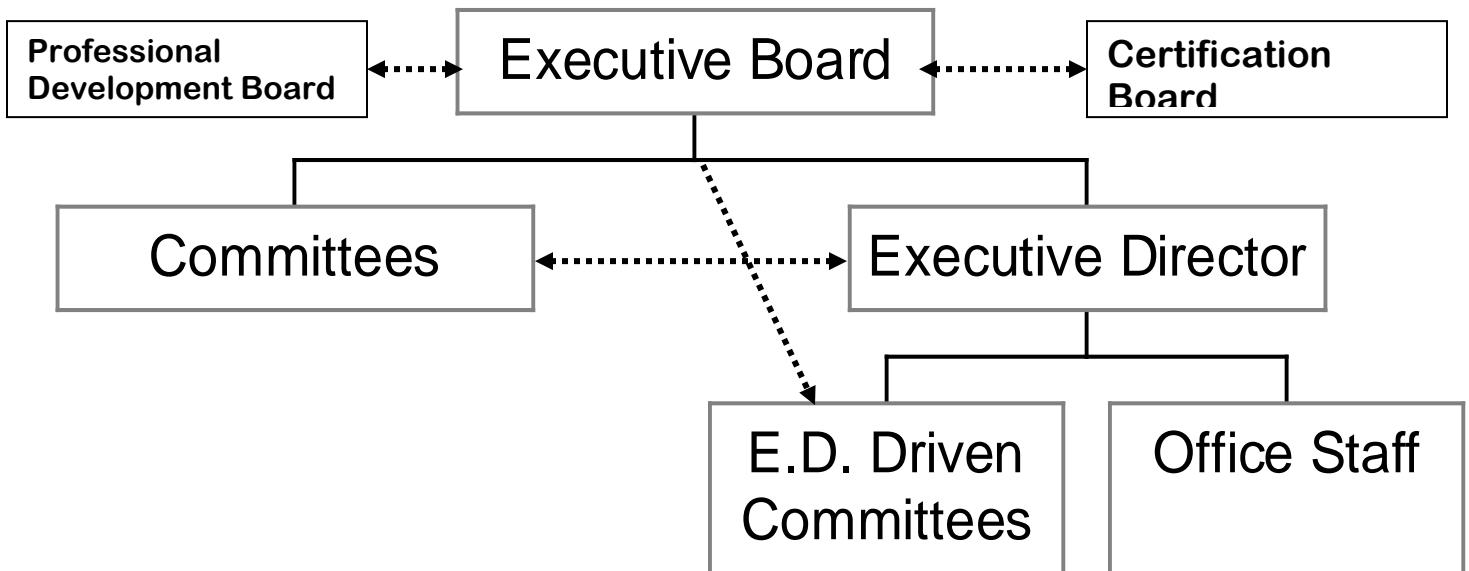 Professional
Development Board
Executive Board
Certification
Board
Committees
Executive Director
E.D. Driven
Committees
Office Staff